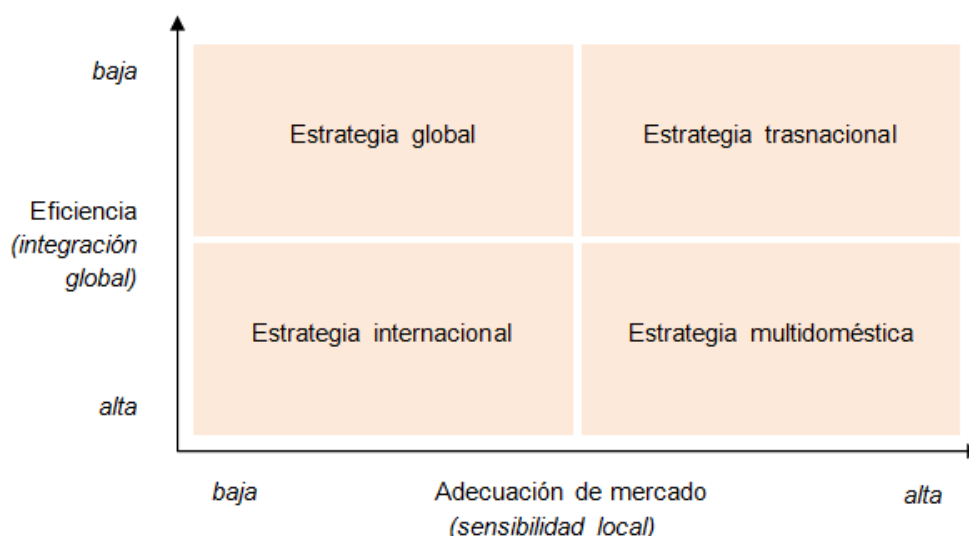 baja
Estrategia global
Estrategia trasnacional
Eficiencia
(integración
global)
Estrategia internacional
Estrategia multidoméstica
alta
baja
Adecuación de mercado
alta
(sensibilidad local)